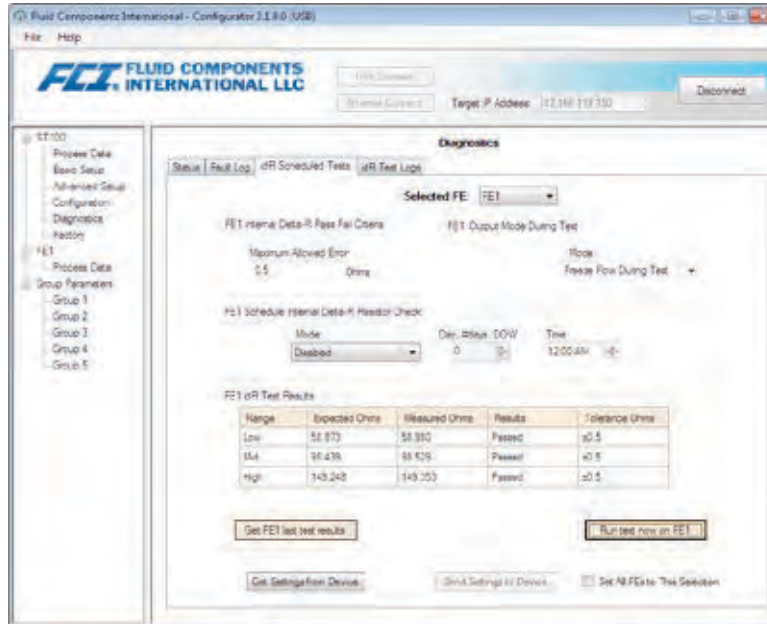 Fluid Components International - Configurator 3.1.8.0 (USB)
File Help
FCI. FLUID COMPONENTS
INTERNATIONAL LLC
Target IP Address:
Disconnect
ST100
Process Data
Basic Setup
Advanced Setup
Configuration
Diagnostics
Factory
FE1
Process Data
Group Parameters
Group 1
Group 2
Group 3
Group 4
Group 5
Diagnostics
Status Fault Log idR Scheduled Tests idR Test Logs
Selected FE: FE1
FE1 Internal Delta-R Pass Fail Criteria FE1 Output Mode During Test
Maximum Allowed Error Mode
0.5 Ohms Freeze Flow During Test
FE1 Schedule Internal Delta-R Resistor Check:
Mode Day, #days, DOW Time
Disabled 0 12:00 AM
FE1 idR Test Results
Range Expected Ohms Measured Ohms Results Tolerance Ohms
Low Passed ±0.5
Mid Passed ±0.5
High Passed ±0.5
Get FE1 last test results Run test now on FE1
Get Settings from Device Send Settings to Device Set All FEs to This Selection